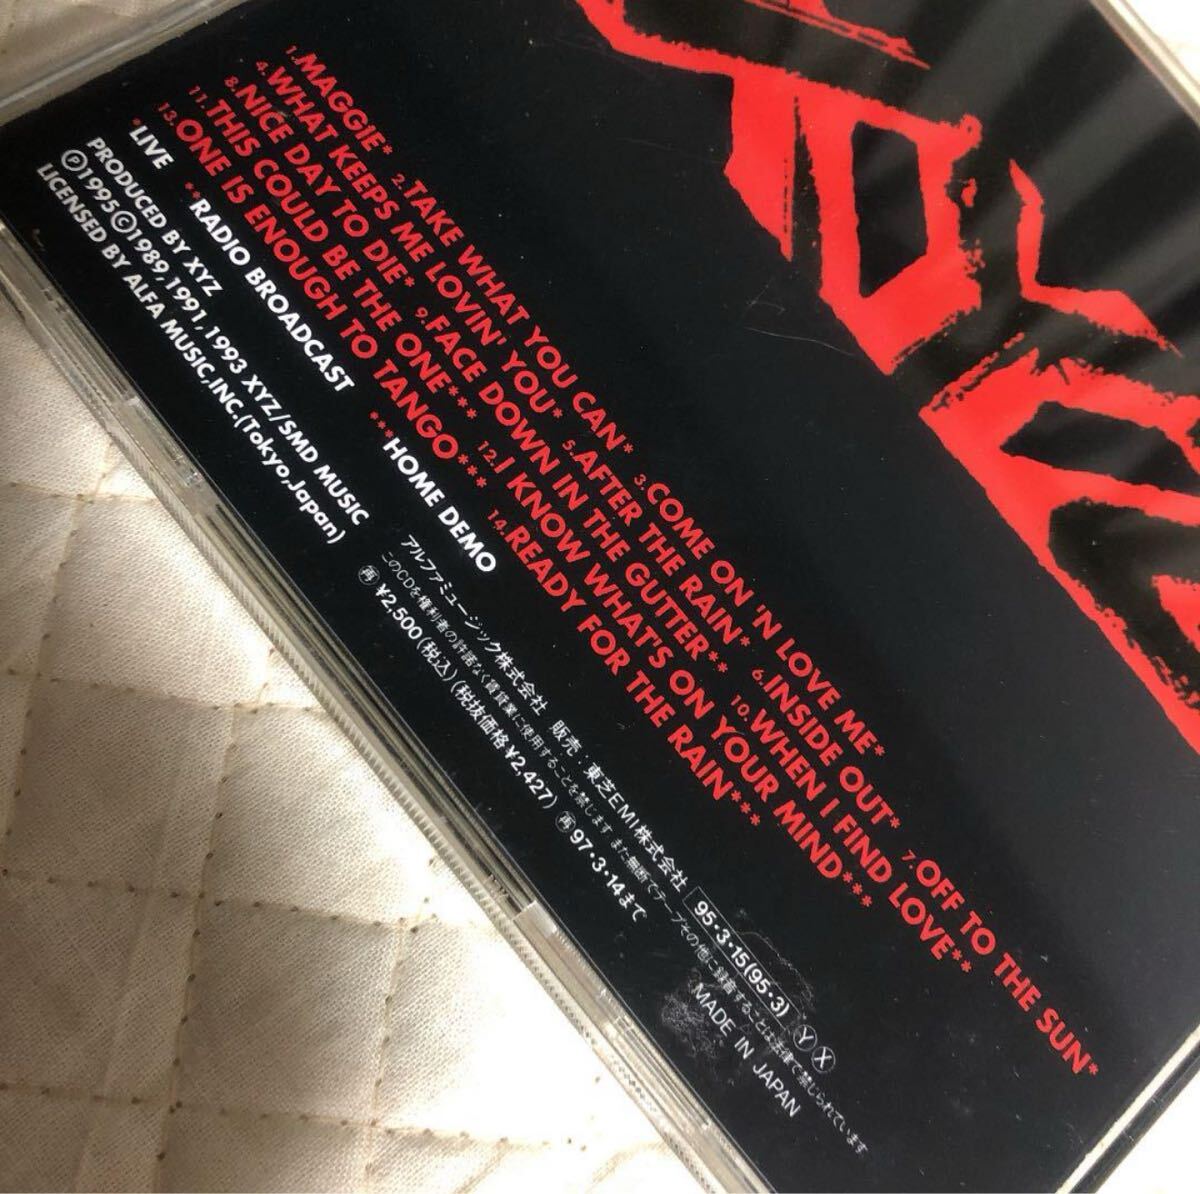 1.MAGGIE* 2.TAKE WHAT YOU CAN* 3.COME ON 'N LOVE ME*
4.WHAT KEEPS ME LOVIN' YOU* 5.AFTER THE RAIN* 6.INSIDE OUT* 7.OFF TO THE SUN*
8.NICE DAY TO DIE* 9.FACE DOWN IN THE GUTTER** 10.WHEN I FIND LOVE**
11.THIS COULD BE THE ONE*** 12.I KNOW WHAT'S ON YOUR MIND***
13.ONE IS ENOUGH TO TANGO*** 14.READY FOR THE RAIN***
*LIVE **RADIO BROADCAST ***HOME DEMO
PRODUCED BY XYZ
Ⓟ1995©1989,1991,1993 XYZ/SMD MUSIC
LICENSED BY ALFA MUSIC,INC.(Tokyo,Japan)
アルファミュージック株式会社 販売:東芝EMI株式会社 95・3・15(95・3) Ⓨ Ⓧ
このCDを権利者の許諾なく賃貸業に使用することを禁じます また無断でテープその他に録音することは法律で禁じられています
㊢¥2,500(税込)(税抜価格¥2,427) 再97・3・14まで MADE IN JAPAN